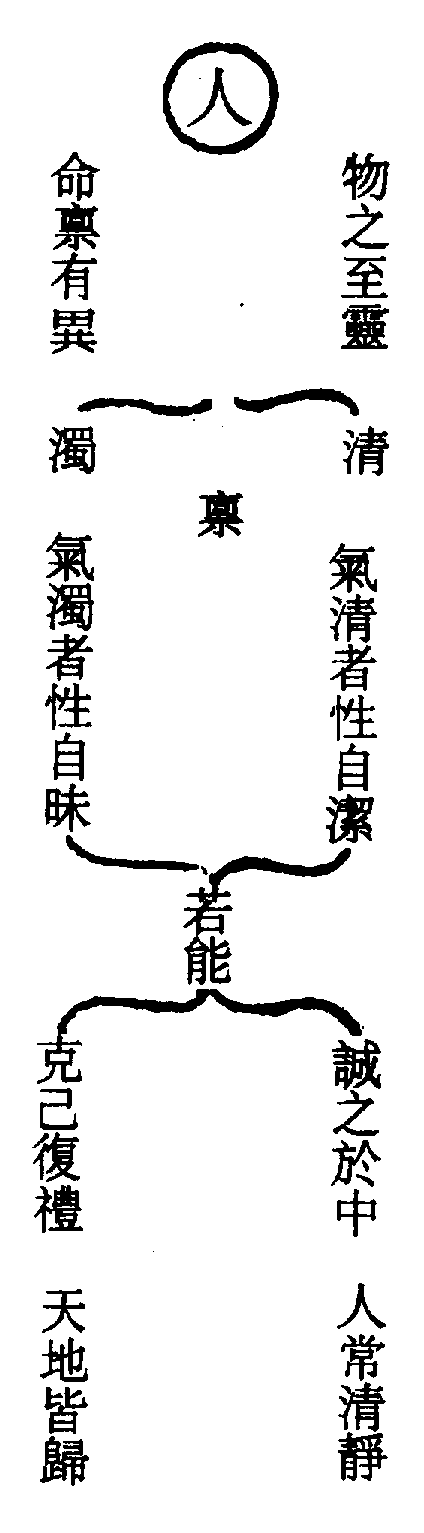 人
物之至靈
命禀有異
清
禀
濁
氣清者性自潔
氣濁者性自昧
若能
誠之於中
克己復禮
人常清靜
天地皆歸